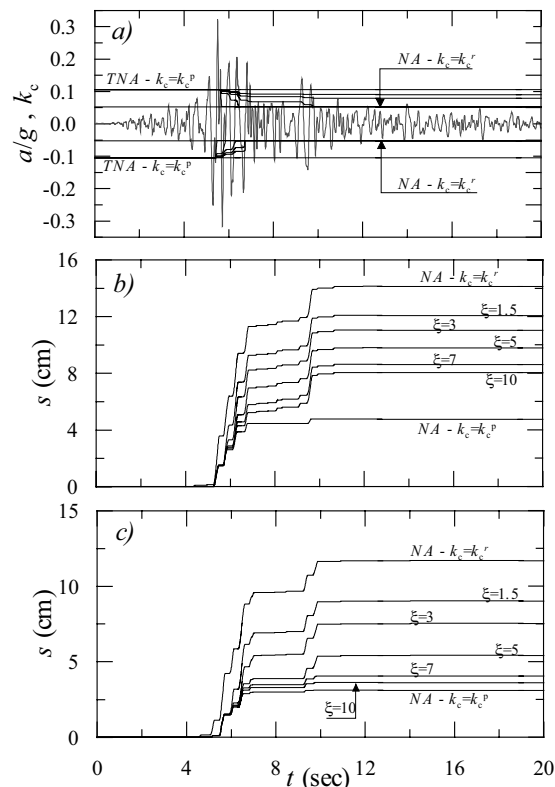 a)
0.3
0.2
0.1
0.0
-0.1
-0.2
-0.3
a/g , k_c
TNA - k_c=k_c^p
NA - k_c=k_c^r
TNA - k_c=k_c^p
NA - k_c=k_c^r
b)
16
12
8
4
0
s (cm)
NA - k_c=k_c^r
ξ=1.5
ξ=3
ξ=5
ξ=7
ξ=10
NA - k_c=k_c^p
c)
15
10
5
0
s (cm)
NA - k_c=k_c^r
ξ=1.5
ξ=3
ξ=5
ξ=7
ξ=10
NA - k_c=k_c^p
0 4 8 12 16 20
t (sec)